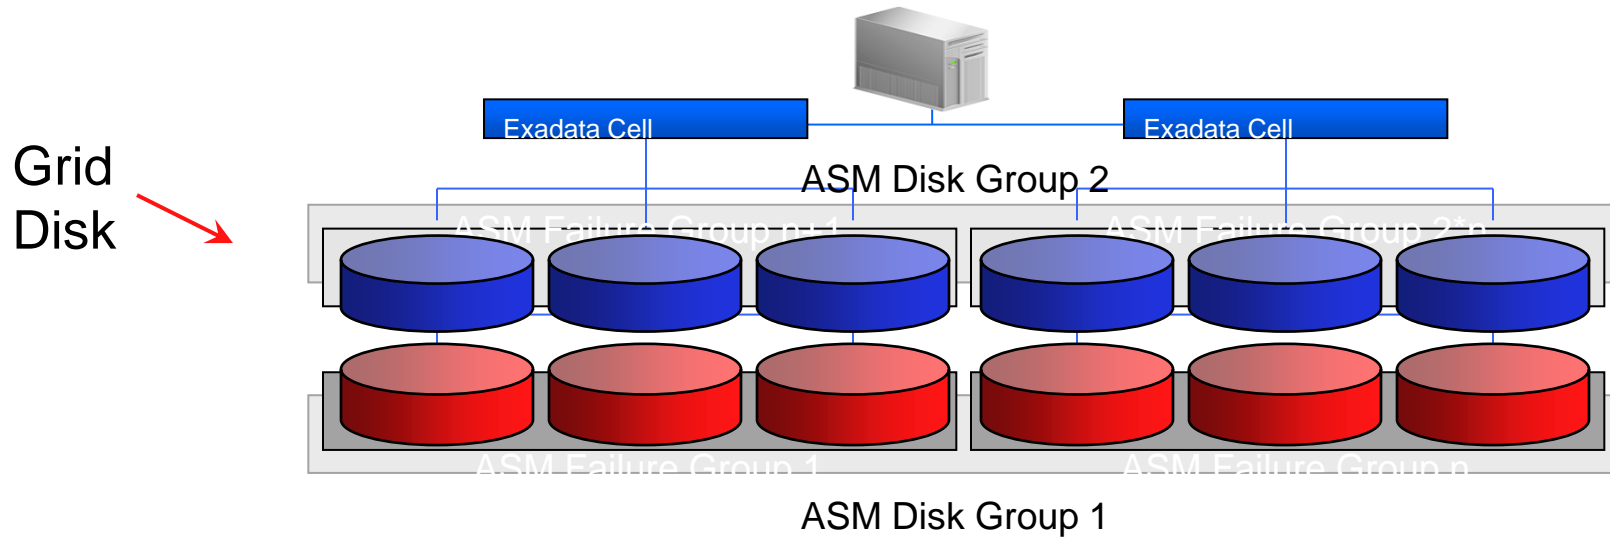 Exadata Cell
Exadata Cell
Grid
Disk
ASM Disk Group 2
ASM Failure Group n+1
ASM Failure Group 2*n
ASM Failure Group 1
ASM Failure Group n
ASM Disk Group 1